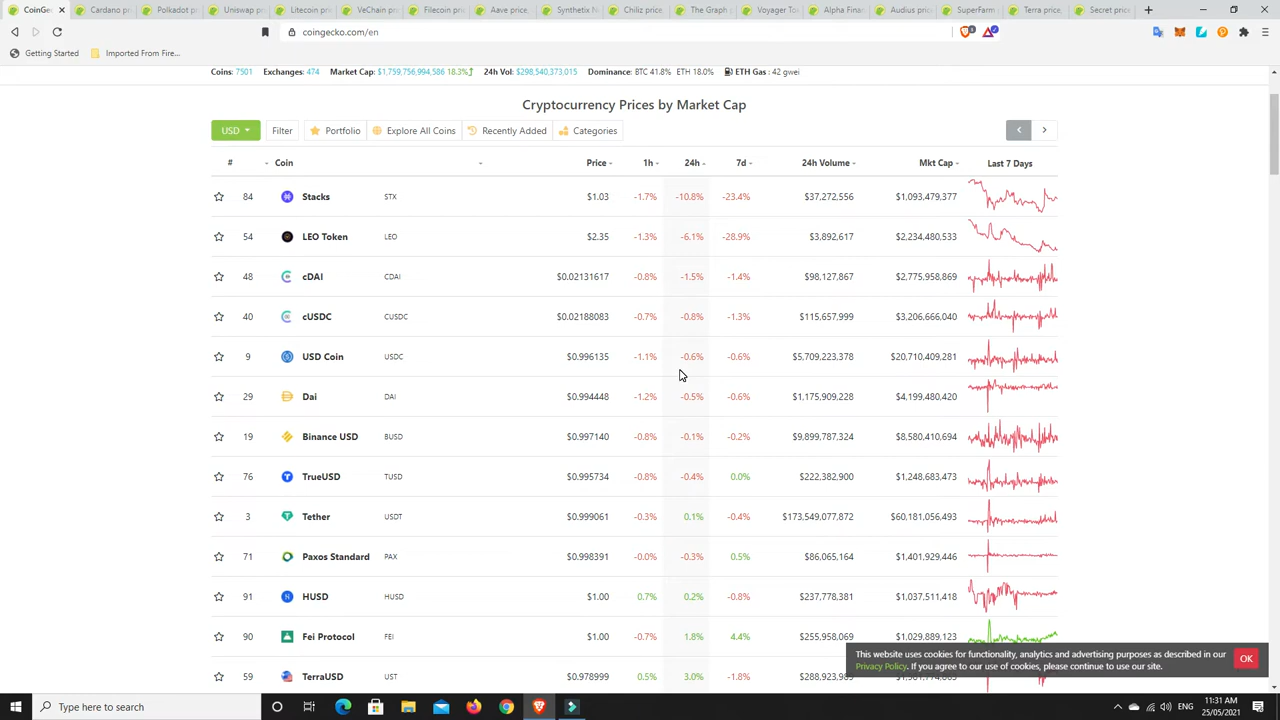 CoinGe Cardano pr Polkadot pr Uniswap pr Litecoin pric VeChain pric Filecoin pric Aave price, Synthetix Ne Chiliz price, The Graph p Voyager To Alpha Finan Audius price SuperFarm Terra price, Secret price
coingecko.com/en
Getting Started Imported From Fire...
Coins: 7501 Exchanges: 474 Market Cap: $1,759,756,994,586 18.3% 24h Vol: $298,540,373,015 Dominance: BTC 41.8% ETH 18.0% ETH Gas: 42 gwei
Cryptocurrency Prices by Market Cap
USD Filter Portfolio Explore All Coins Recently Added Categories
# Coin Price 1h 24h 7d 24h Volume Mkt Cap Last 7 Days
84 Stacks STX $1.03 -1.7% -10.8% -23.4% $37,272,556 $1,093,479,377
54 LEO Token LEO $2.35 -1.3% -6.1% -28.9% $3,892,617 $2,234,480,533
48 cDAI CDAI $0.02131617 -0.8% -1.5% -1.4% $98,127,867 $2,775,958,869
40 cUSDC CUSDC $0.02188083 -0.7% -0.8% -1.3% $115,657,999 $3,206,666,040
9 USD Coin USDC $0.996135 -1.1% -0.6% -0.6% $5,709,223,378 $20,710,409,281
29 Dai DAI $0.994448 -1.2% -0.5% -0.6% $1,175,909,228 $4,199,480,420
19 Binance USD BUSD $0.997140 -0.8% -0.1% -0.2% $9,899,787,324 $8,580,410,694
76 TrueUSD TUSD $0.995734 -0.8% -0.4% 0.0% $222,382,900 $1,248,683,473
3 Tether USDT $0.999061 -0.3% 0.1% -0.4% $173,549,077,872 $60,181,056,493
71 Paxos Standard PAX $0.998391 -0.0% -0.3% 0.5% $86,065,164 $1,401,929,446
91 HUSD HUSD $1.00 0.7% 0.2% -0.8% $237,778,381 $1,037,511,418
90 Fei Protocol FEI $1.00 -0.7% 1.8% 4.4% $255,958,069 $1,029,889,123
This website uses cookies for functionality, analytics and advertising purposes as described in our
Privacy Policy. If you agree to our use of cookies, please continue to use our site.
OK
59 TerraUSD UST $0.978999 0.5% 3.0% -1.8%
Type here to search
ENG
11:31 AM
25/05/2021